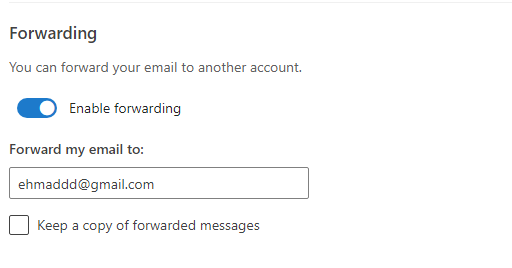 Forwarding
You can forward your email to another account.
Enable forwarding
Forward my email to:
ehmaddd@gmail.com
Keep a copy of forwarded messages